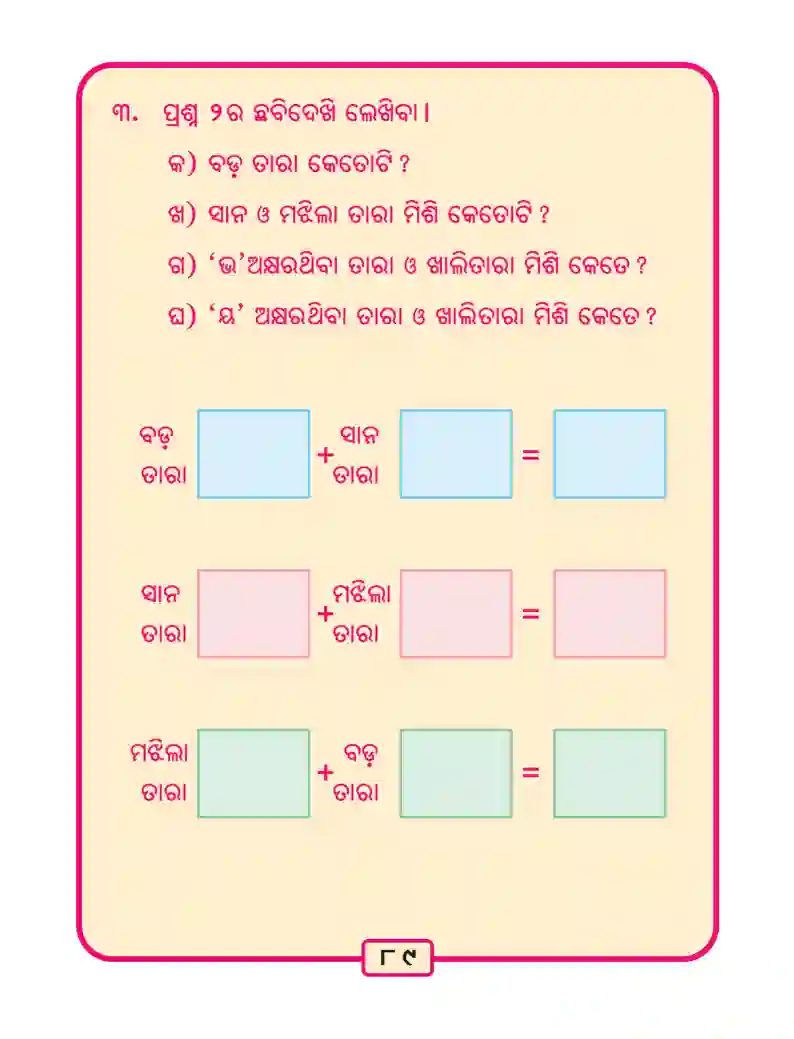 ୩. ପ୍ରଶ୍ନ ୨ର ଛବିଦେଖି ଲେଖିବା।
କ) ବଡ଼ ତାରା କେତୋଟି ?
ଖ) ସାନ ଓ ମଝିଲା ତାରା ମିଶି କେତୋଟି ?
ଗ) ‘ଭ’ଅକ୍ଷରଥିବା ତାରା ଓ ଖାଲିତାରା ମିଶି କେତେ ?
ଘ) ‘ୟ’ ଅକ୍ଷରଥିବା ତାରା ଓ ଖାଲିତାରା ମିଶି କେତେ ?
ବଡ଼ ସାନ
ତାରା + ତାରା =
ସାନ ମଝିଲା
ତାରା + ତାରା =
ମଝିଲା ବଡ଼
ତାରା + ତାରା =
୮୯